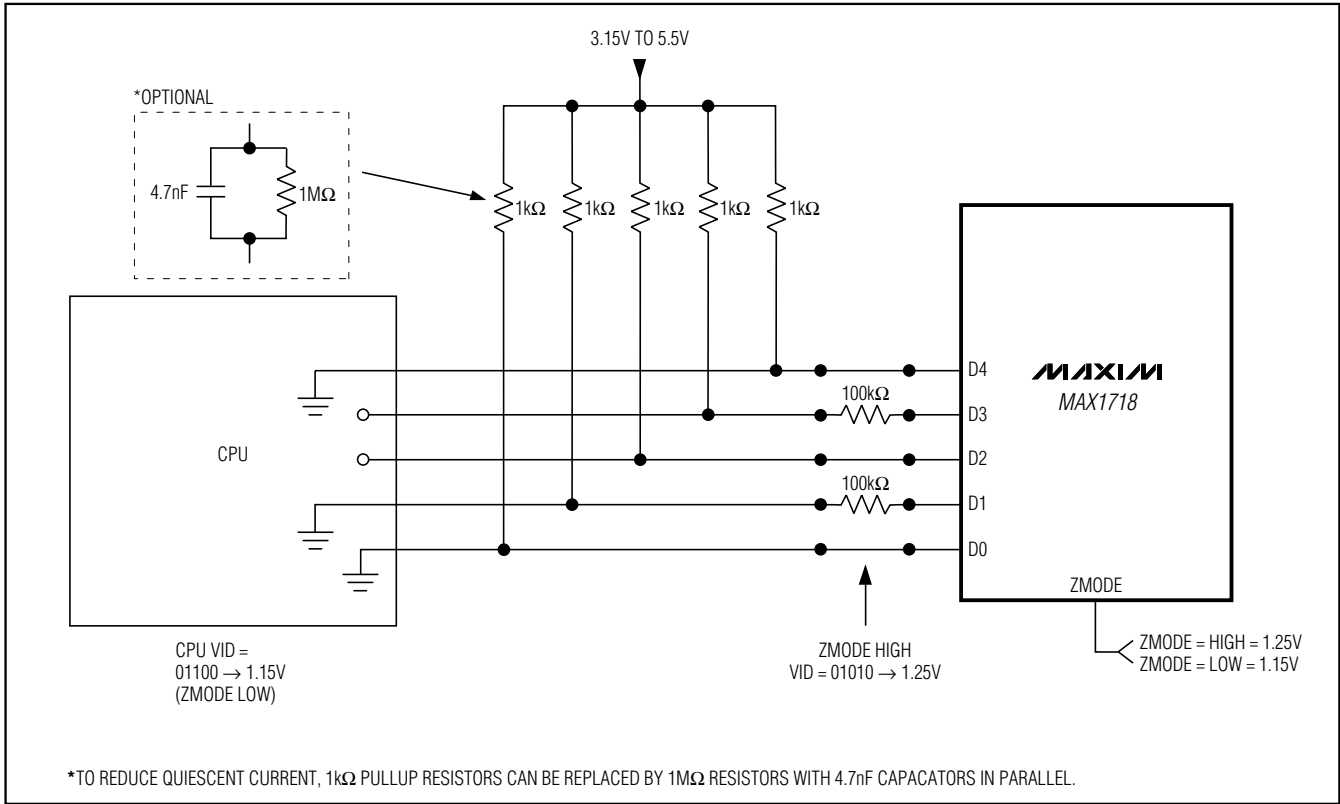 3.15V TO 5.5V
*OPTIONAL
4.7nF
1MΩ
1kΩ
1kΩ
1kΩ
1kΩ
1kΩ
D4
MAXIM
MAX1718
100kΩ
D3
CPU
D2
100kΩ
D1
D0
ZMODE
CPU VID =
01100 → 1.15V
(ZMODE LOW)
ZMODE HIGH
VID = 01010 → 1.25V
ZMODE = HIGH = 1.25V
ZMODE = LOW = 1.15V
*TO REDUCE QUIESCENT CURRENT, 1kΩ PULLUP RESISTORS CAN BE REPLACED BY 1MΩ RESISTORS WITH 4.7nF CAPACATORS IN PARALLEL.